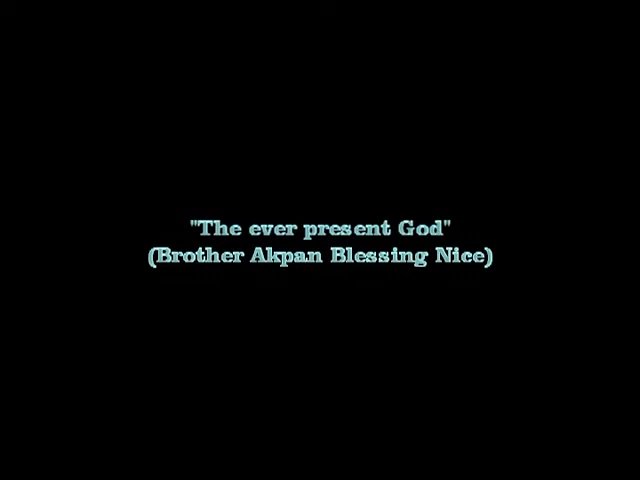 "The ever present God"
(Brother Akpan Blessing Nice)